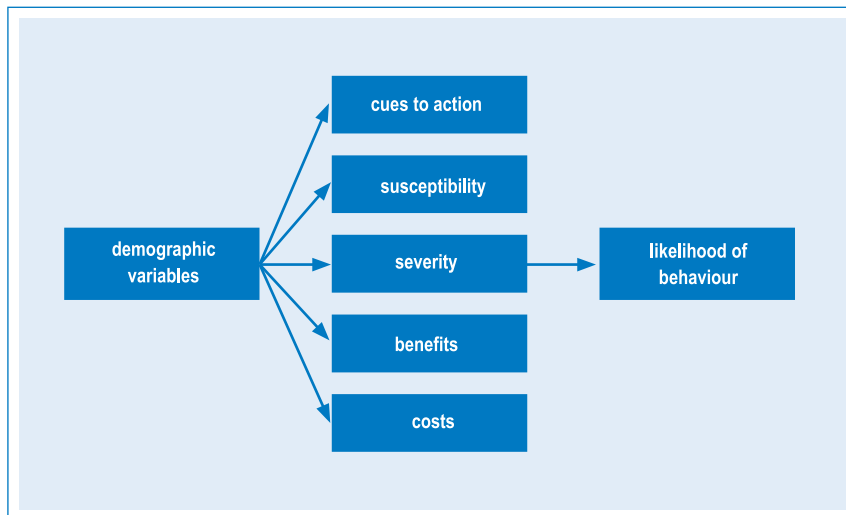 cues to action
susceptibility
demographic
variables
severity
likelihood of
behaviour
benefits
costs